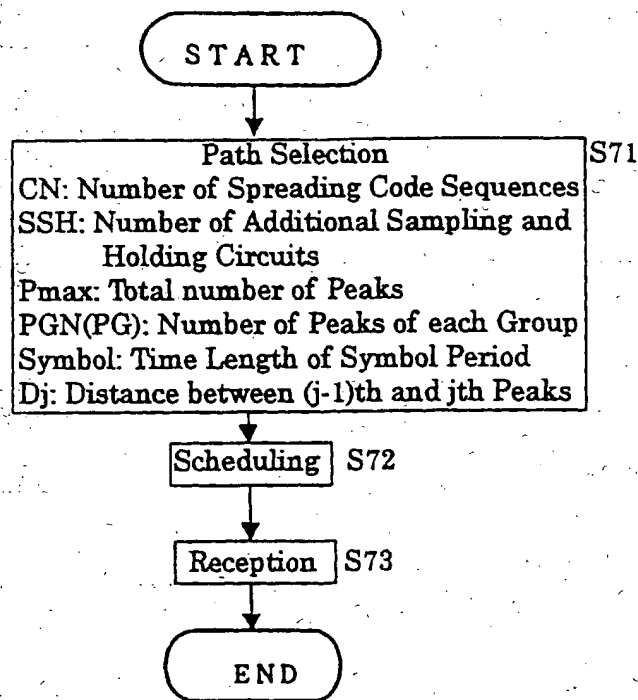 START
Path Selection S71
CN: Number of Spreading Code Sequences
SSH: Number of Additional Sampling and
Holding Circuits
Pmax: Total number of Peaks
PGN(PG): Number of Peaks of each Group
Symbol: Time Length of Symbol Period
Dj: Distance between (j-1)th and jth Peaks
Scheduling S72
Reception S73
END